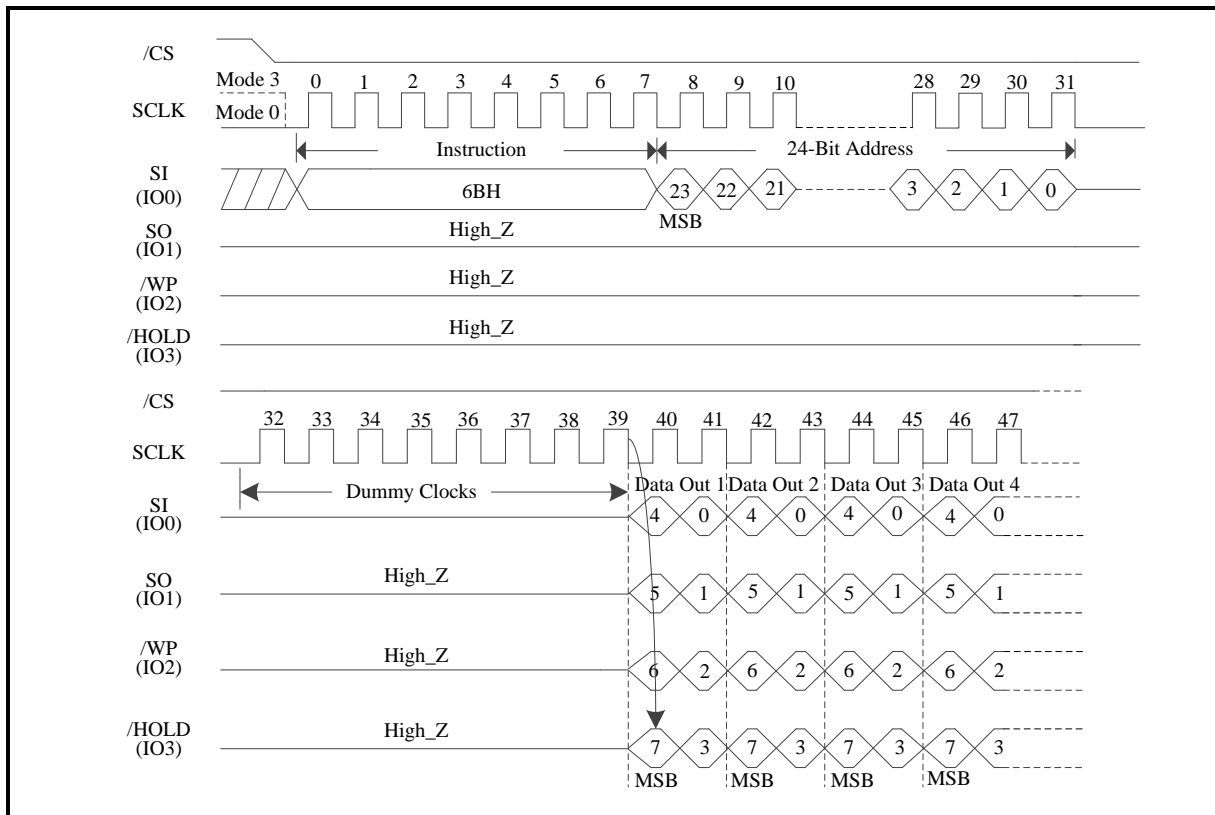 /CS
Mode 3 0 1 2 3 4 5 6 7 8 9 10 28 29 30 31
SCLK Mode 0
Instruction 24-Bit Address
SI
(IO0) 6BH 23 22 21 3 2 1 0
MSB
SO High_Z
(IO1)
/WP High_Z
(IO2)
/HOLD High_Z
(IO3)
/CS
32 33 34 35 36 37 38 39 40 41 42 43 44 45 46 47
SCLK
Dummy Clocks Data Out 1 Data Out 2 Data Out 3 Data Out 4
SI
(IO0) 4 0 4 0 4 0 4 0
SO High_Z
(IO1) 5 1 5 1 5 1 5 1
/WP High_Z
(IO2) 6 2 6 2 6 2 6 2
/HOLD High_Z
(IO3) 7 3 7 3 7 3 7 3
MSB MSB MSB MSB